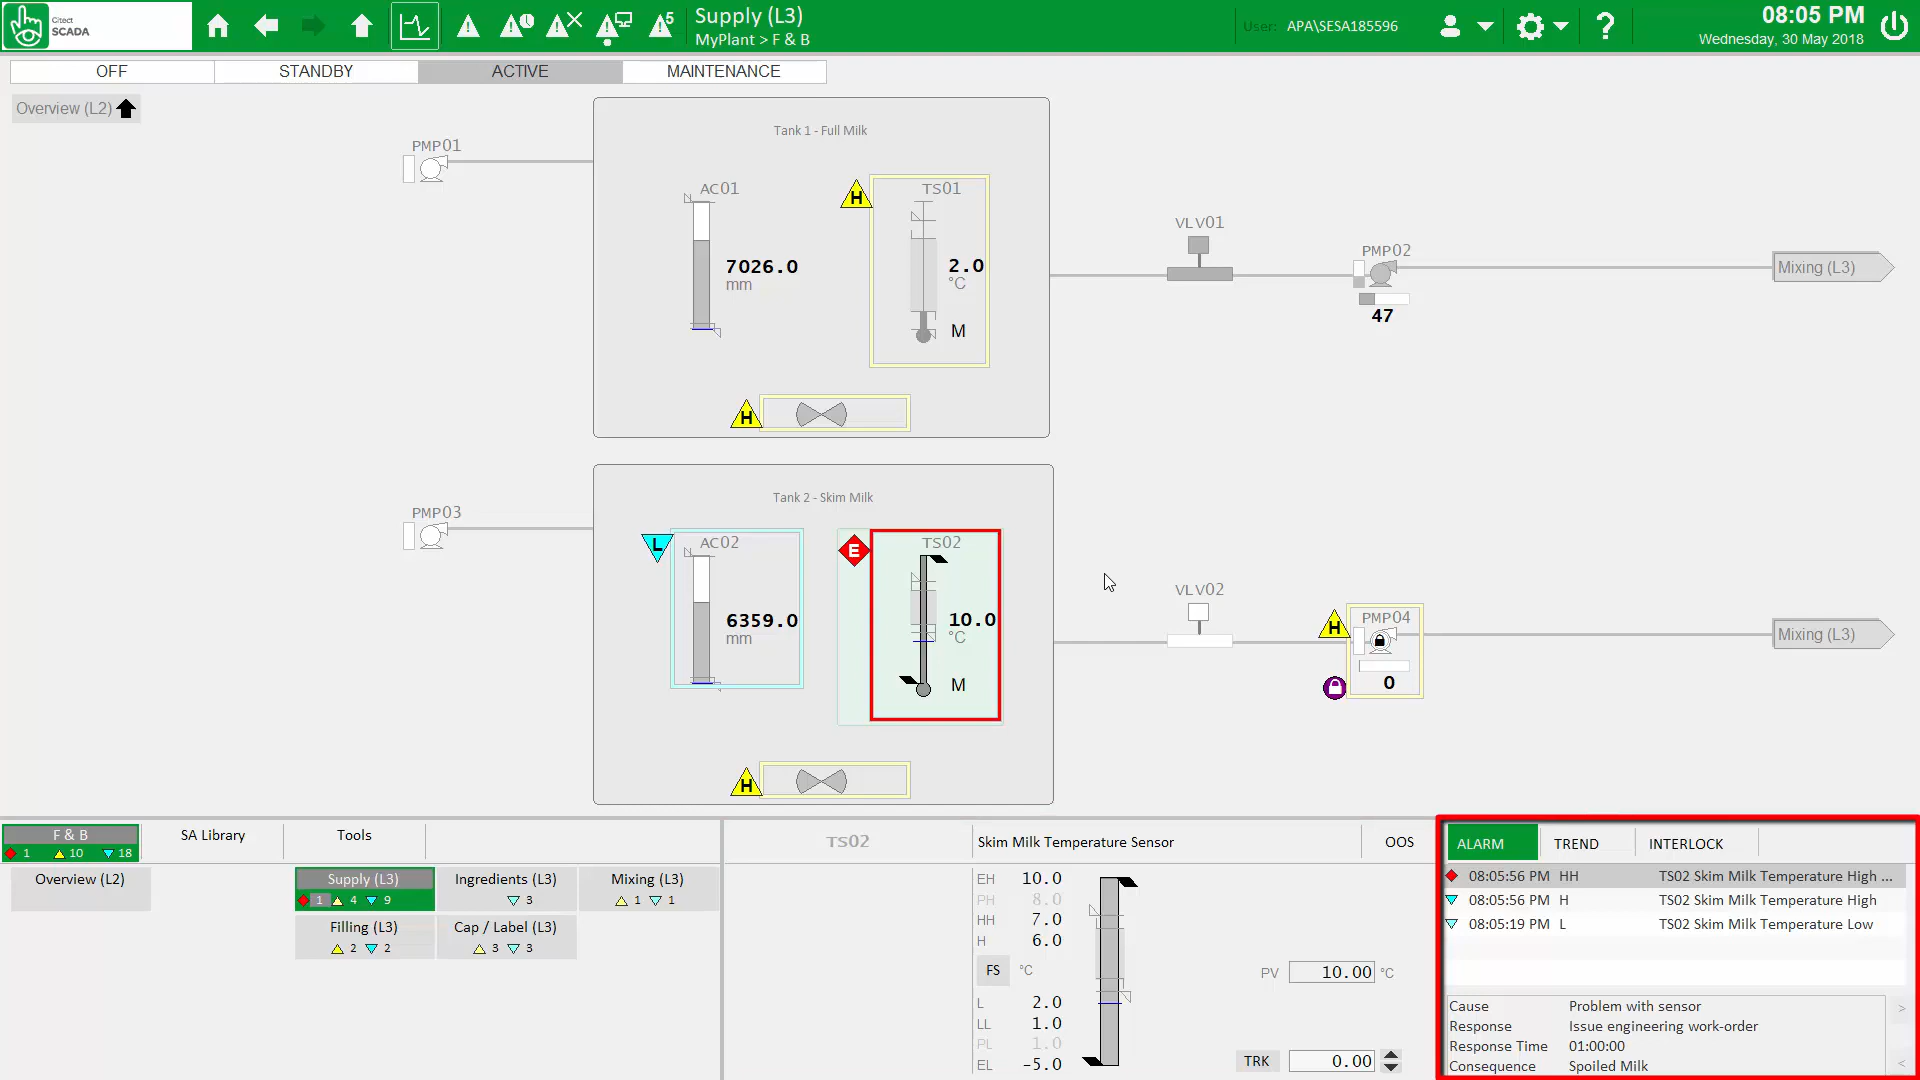 Citect
SCADA
5
Supply (L3)
MyPlant > F & B
User: APA\SESA185596
?
08:05 PM
Wednesday, 30 May 2018
OFF STANDBY ACTIVE MAINTENANCE
Overview (L2)
Tank 1 - Full Milk
PMP01
AC01
H
TS01
7026.0
mm
2.0
°C
M
H
VLV01
PMP02
47
Mixing (L3)
Tank 2 - Skim Milk
PMP03
L
AC02
E
TS02
6359.0
mm
10.0
°C
M
H
VLV02
H
PMP04
0
Mixing (L3)
F & B
1 10 18
SA Library
Tools
Overview (L2)
Supply (L3)
1 4 9
Ingredients (L3)
3
Mixing (L3)
1 1
Filling (L3)
2 2
Cap / Label (L3)
3 3
TS02
Skim Milk Temperature Sensor
OOS
EH 10.0
PH 8.0
HH 7.0
H 6.0
FS °C
L 2.0
LL 1.0
PL 1.0
EL -5.0
PV 10.00 °C
TRK 0.00
ALARM TREND INTERLOCK
08:05:56 PM HH TS02 Skim Milk Temperature High ...
08:05:56 PM H TS02 Skim Milk Temperature High
08:05:19 PM L TS02 Skim Milk Temperature Low
Cause Problem with sensor >
Response Issue engineering work-order
Response Time 01:00:00
Consequence Spoiled Milk <